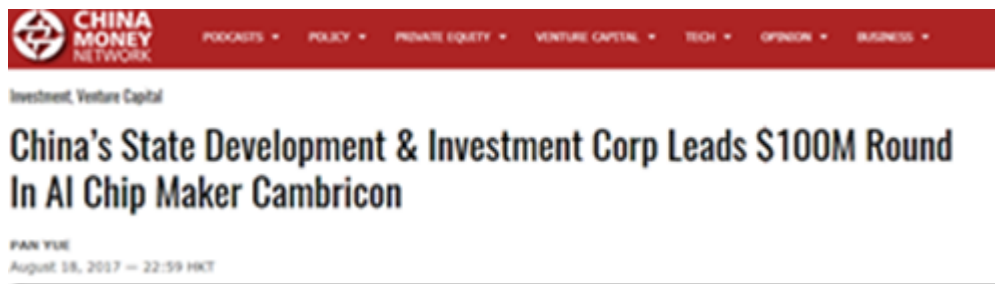 CHINA
MONEY
NETWORK
PODCASTS POLICY PRIVATE EQUITY VENTURE CAPITAL TECH OPINION BUSINESS
Investment, Venture Capital
China's State Development & Investment Corp Leads $100M Round
In AI Chip Maker Cambricon
PAN YUE
August 18, 2017 — 22:59 HKT